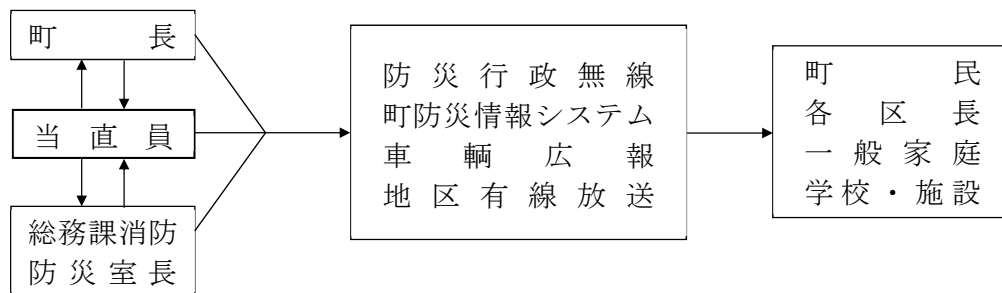 町長
当直員
総務課消防
防災室長
防災行政無線
町防災情報システム
車輌広報
地区有線放送
町民
各区長
一般家庭
学校・施設